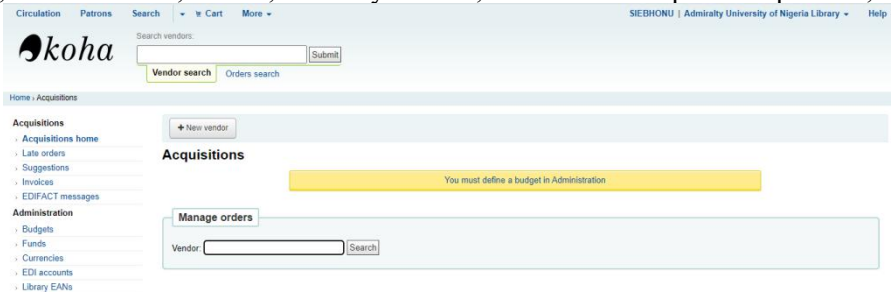 Circulation Patrons Search Cart More SIEBHONU | Admiralty University of Nigeria Library Help
koha
Search vendors:
Submit
Vendor search Orders search
Home › Acquisitions
Acquisitions
› Acquisitions home
› Late orders
› Suggestions
› Invoices
› EDIFACT messages
Administration
› Budgets
› Funds
› Currencies
› EDI accounts
› Library EANs
+ New vendor
Acquisitions
You must define a budget in Administration
Manage orders
Vendor: Search